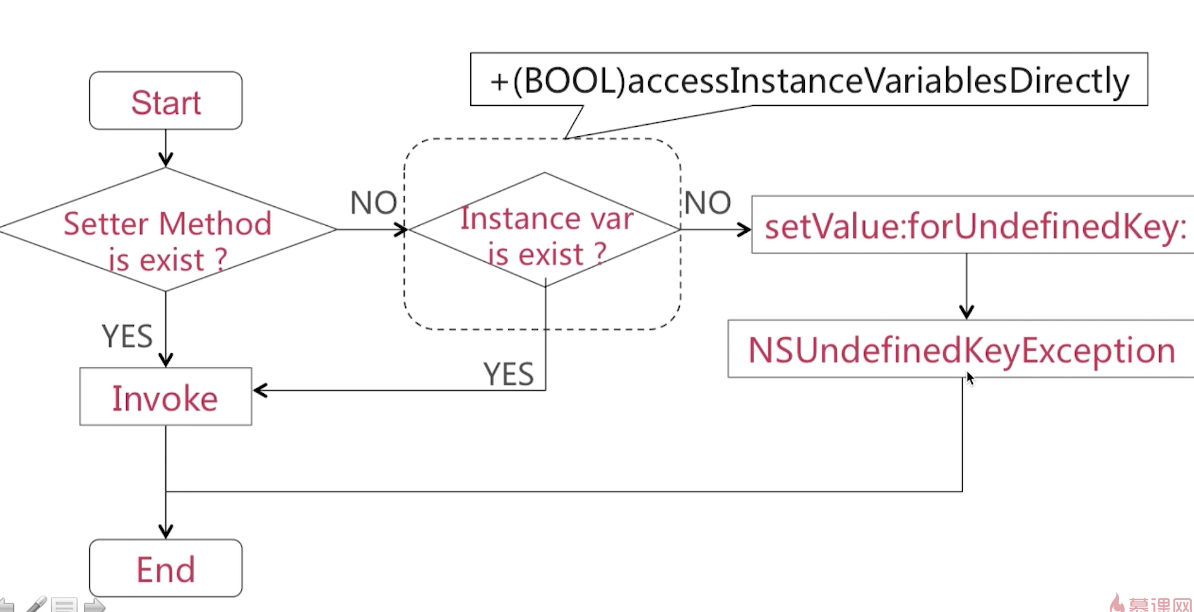 +(BOOL)accessInstanceVariablesDirectly
Start
Setter Method
is exist ?
NO
Instance var
is exist ?
NO
setValue:forUndefinedKey:
YES
YES
NSUndefinedKeyException
Invoke
End
慕课网